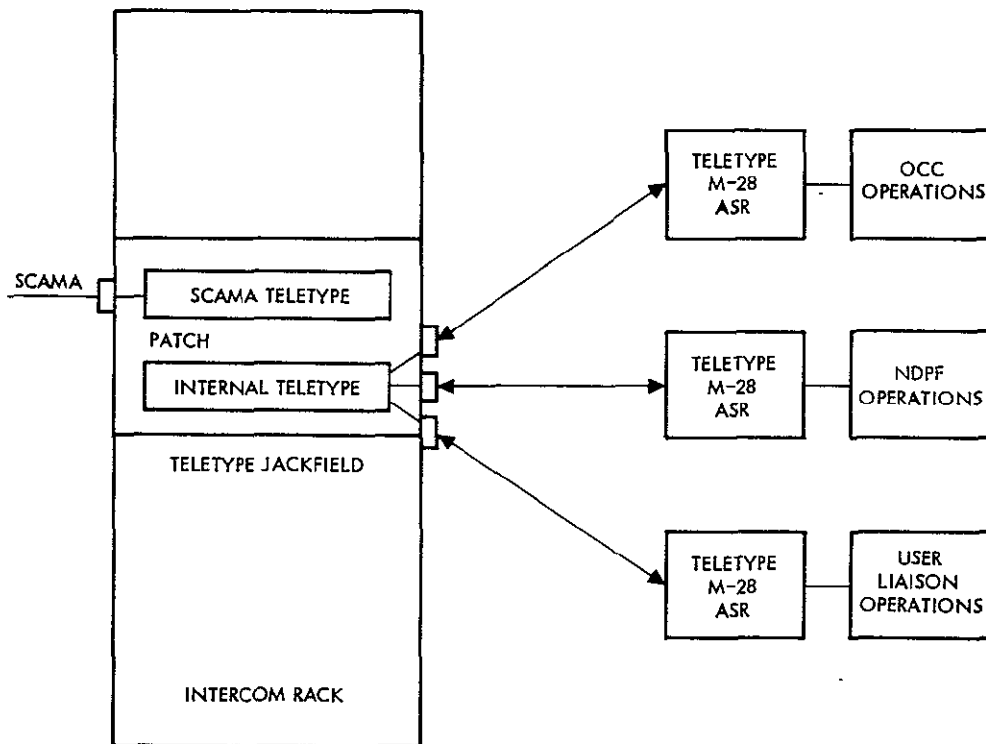 SCAMA
SCAMA TELETYPE
PATCH
INTERNAL TELETYPE
TELETYPE JACKFIELD
INTERCOM RACK
TELETYPE
M-28
ASR
OCC
OPERATIONS
TELETYPE
M-28
ASR
NDPF
OPERATIONS
TELETYPE
M-28
ASR
USER
LIAISON
OPERATIONS